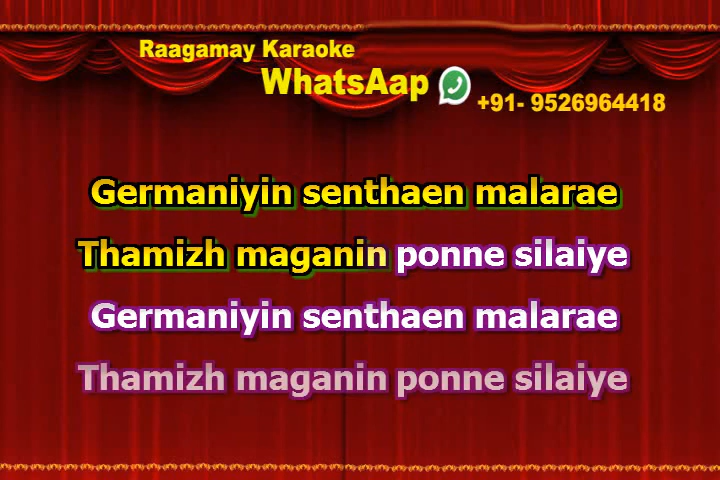 Raagamay Karaoke
WhatsAap
+91- 9526964418
Germaniyin senthaen malarae
Thamizh maganin ponne silaiye
Germaniyin senthaen malarae
Thamizh maganin ponne silaiye